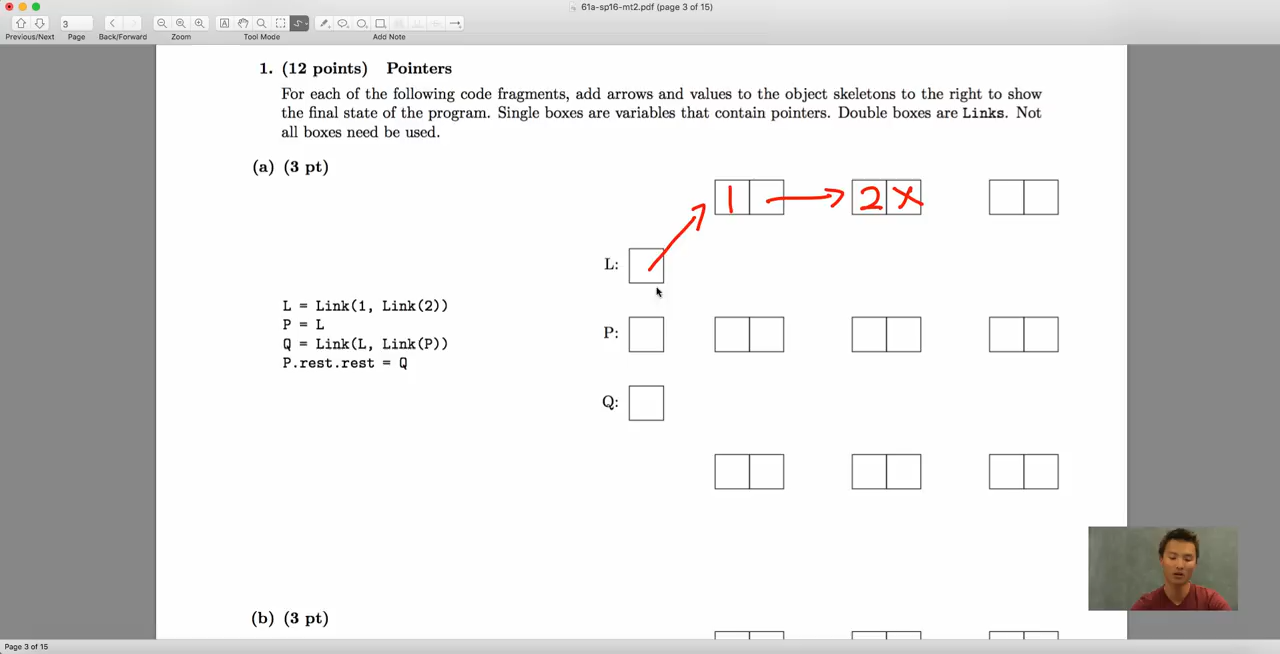 61a-sp16-mt2.pdf (page 3 of 15)
3
A
Previous/Next Page Back/Forward Zoom Tool Mode Add Note
1. (12 points) Pointers
For each of the following code fragments, add arrows and values to the object skeletons to the right to show
the final state of the program. Single boxes are variables that contain pointers. Double boxes are Links. Not
all boxes need be used.
(a) (3 pt)
1 2 X
L:
L = Link(1, Link(2))
P = L
Q = Link(L, Link(P))
P.rest.rest = Q
P:
Q:
(b) (3 pt)
Page 3 of 15